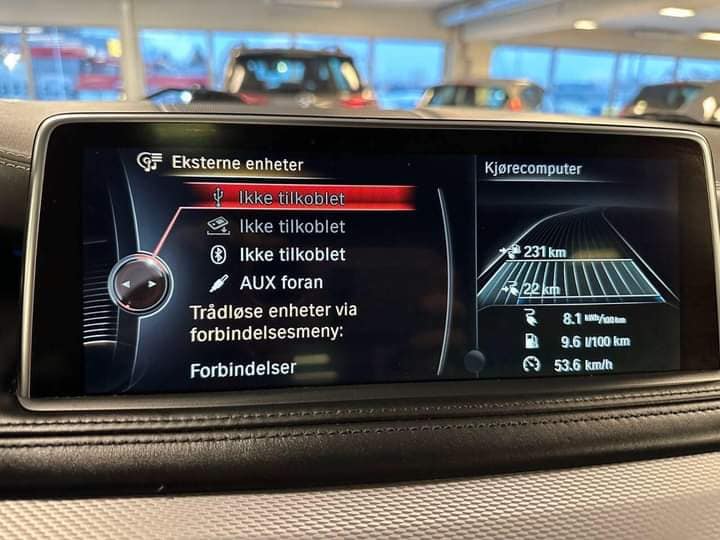 Eksterne enheter
Ikke tilkoblet
Ikke tilkoblet
Ikke tilkoblet
AUX foran
Trådløse enheter via
forbindelsesmeny:
Forbindelser
Kjørecomputer
231 km
22 km
8.1 kWh/100 km
9.6 l/100 km
53.6 km/h